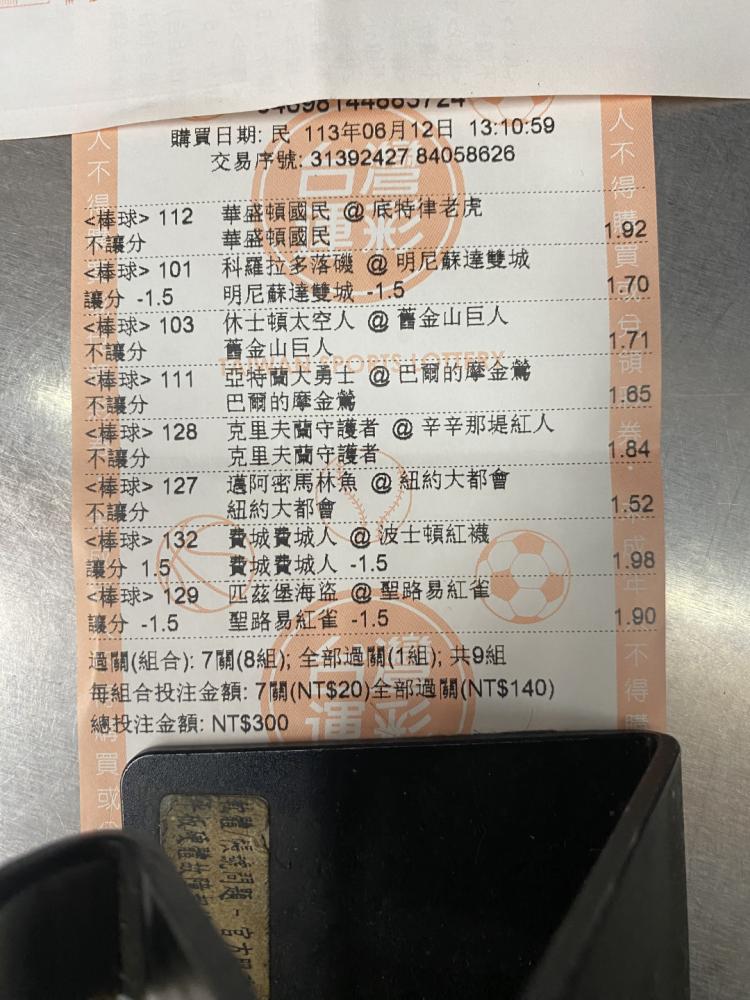 購買日期: 民 113年06月12日 13:10:59
交易序號: 31392427 84058626
<棒球> 112 華盛頓國民 @ 底特律老虎
不讓分 華盛頓國民 1.92
<棒球> 101 科羅拉多落磯 @ 明尼蘇達雙城
讓分 -1.5 明尼蘇達雙城 -1.5 1.70
<棒球> 103 休士頓太空人 @ 舊金山巨人
不讓分 舊金山巨人 1.71
<棒球> 111 亞特蘭大勇士 @ 巴爾的摩金鶯
不讓分 巴爾的摩金鶯 1.65
<棒球> 128 克里夫蘭守護者 @ 辛辛那堤紅人
不讓分 克里夫蘭守護者 1.84
<棒球> 127 邁阿密馬林魚 @ 紐約大都會
不讓分 紐約大都會 1.52
<棒球> 132 費城費城人 @ 波士頓紅襪
讓分 1.5 費城費城人 -1.5 1.98
<棒球> 129 匹茲堡海盜 @ 聖路易紅雀
讓分 -1.5 聖路易紅雀 -1.5 1.90
過關(組合): 7關(8組); 全部過關(1組); 共9組
每組合投注金額: 7關(NT$20)全部過關(NT$140)
總投注金額: NT$300
台灣運彩
TAIWAN SPORTS LOTTERY
台灣運彩
人不得購買或